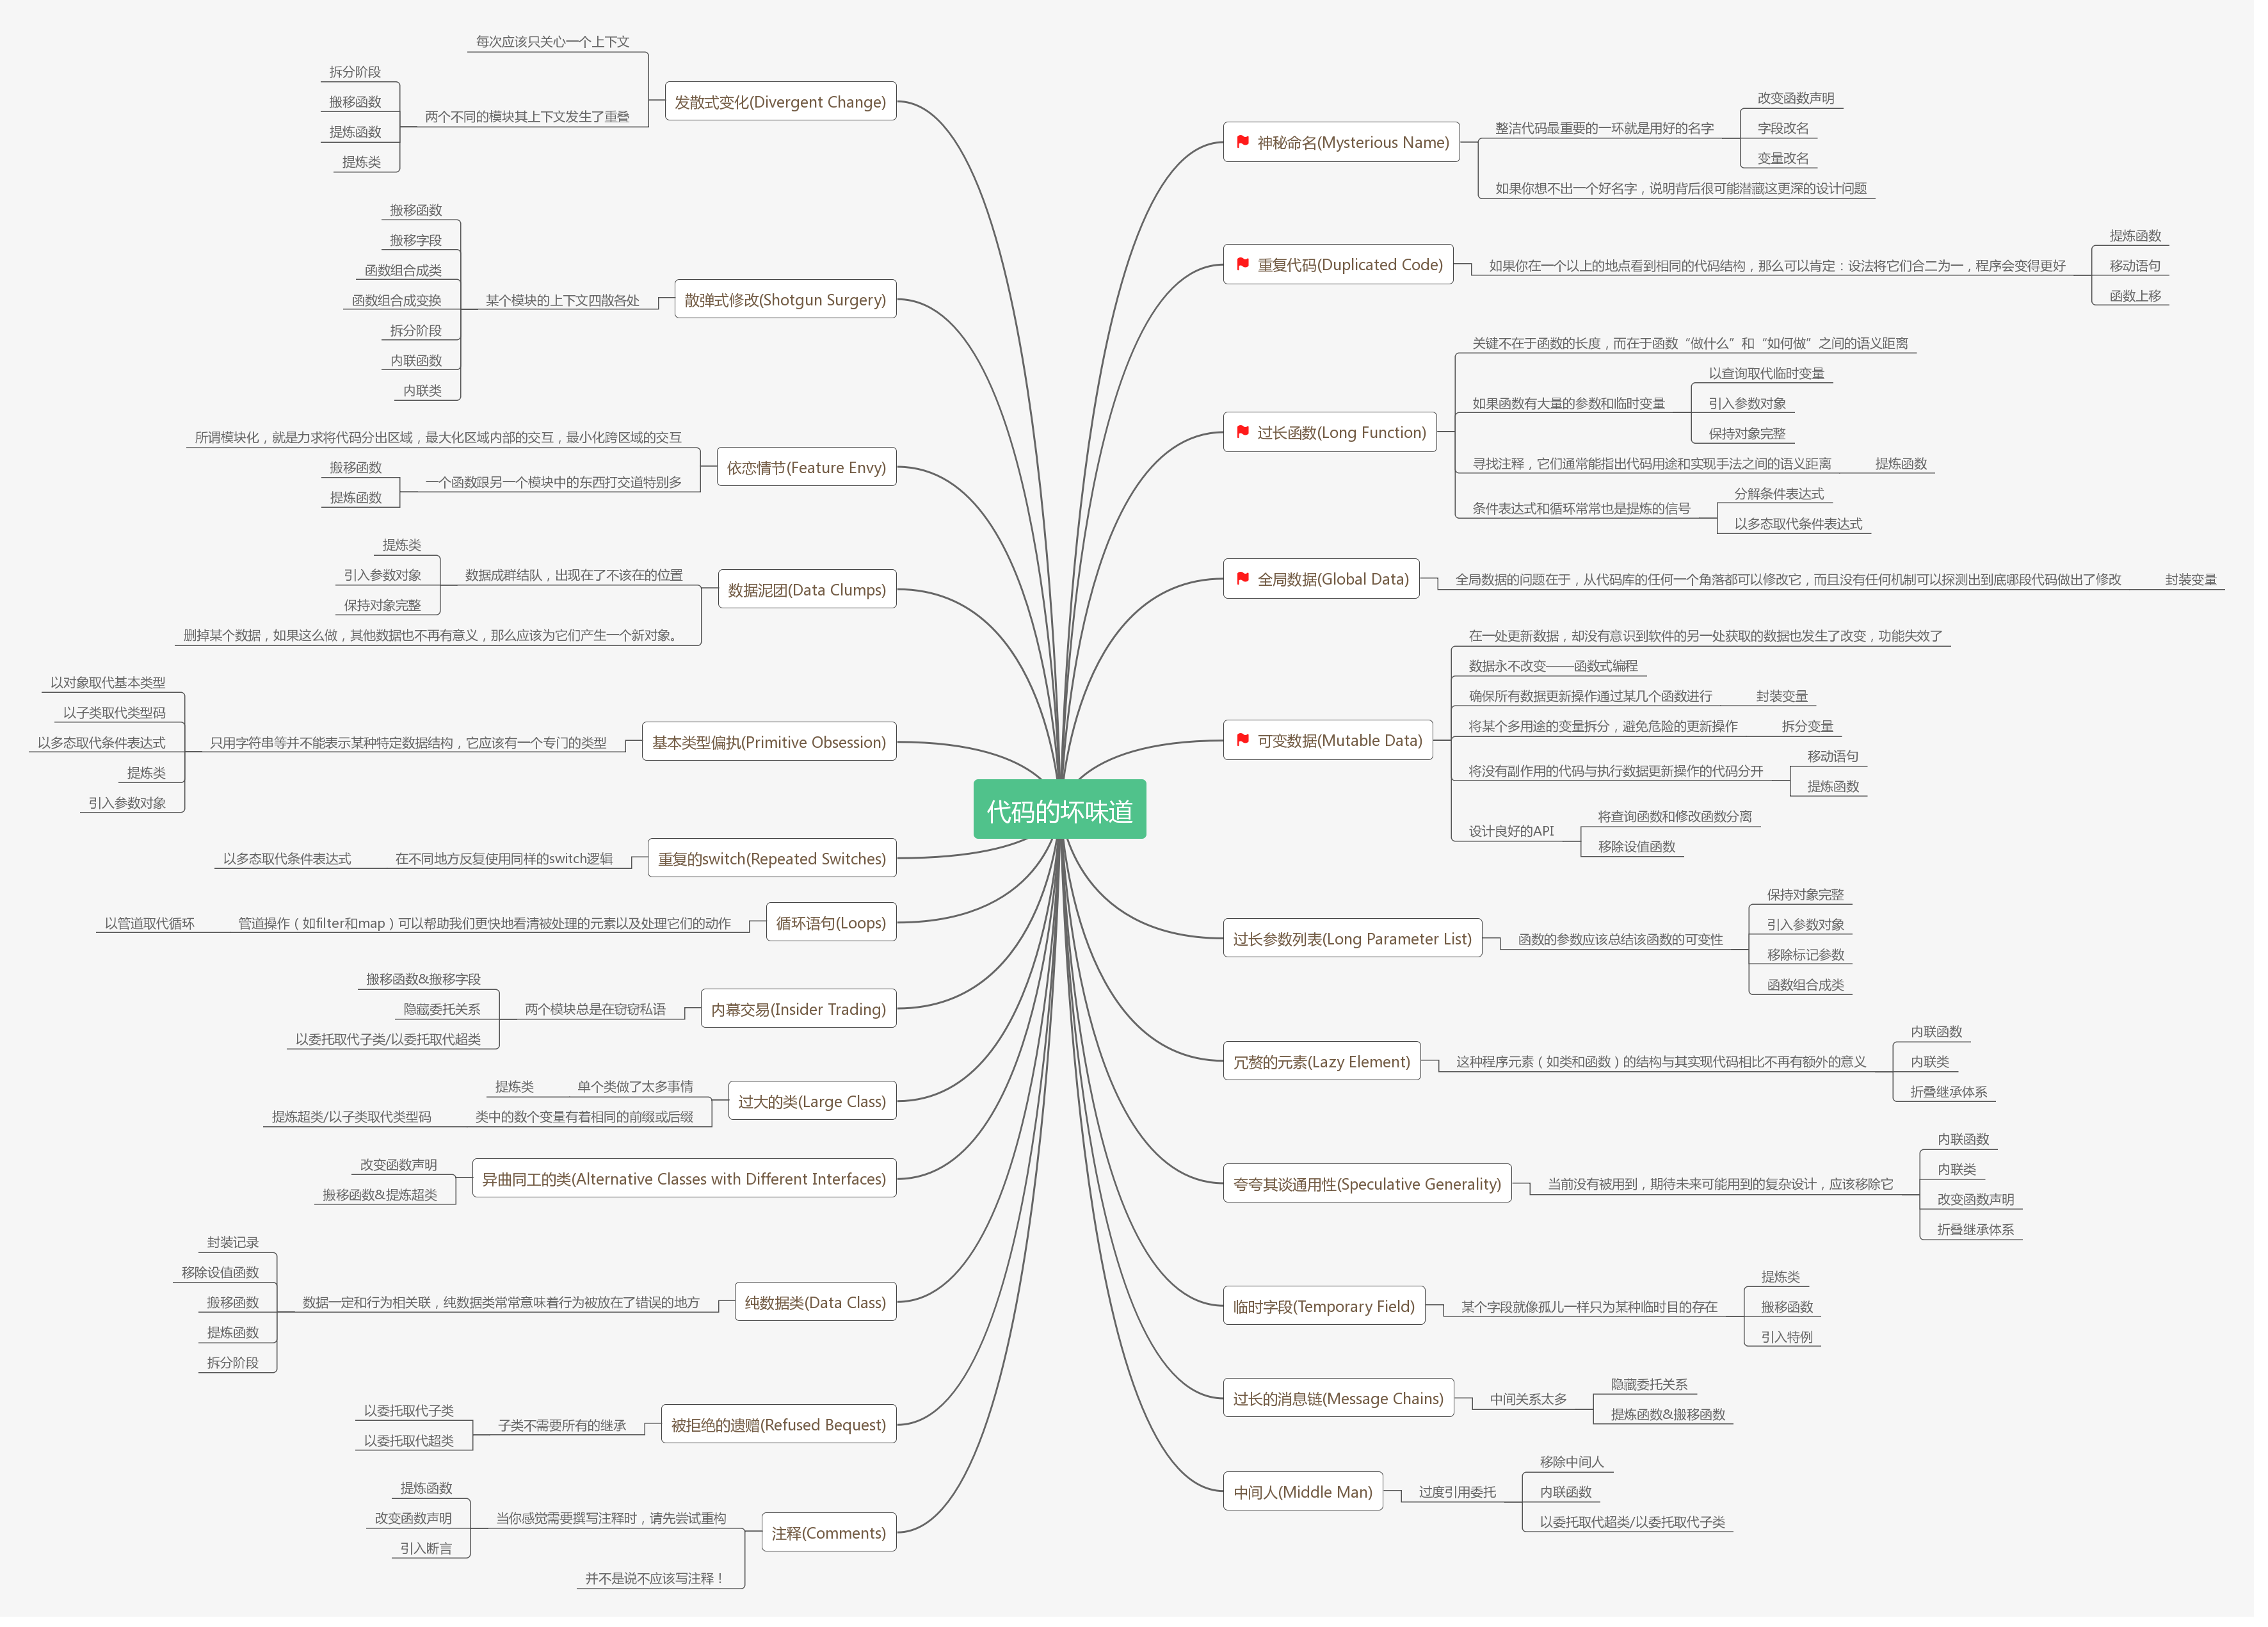 代码的坏味道
神秘命名(Mysterious Name)
整洁代码最重要的一环就是用好的名字
改变函数声明
字段改名
变量改名
如果你想不出一个好名字，说明背后很可能潜藏这更深的设计问题
重复代码(Duplicated Code)
如果你在一个以上的地点看到相同的代码结构，那么可以肯定：设法将它们合二为一，程序会变得更好
提炼函数
移动语句
函数上移
过长函数(Long Function)
关键不在于函数的长度，而在于函数“做什么”和“如何做”之间的语义距离
如果函数有大量的参数和临时变量
以查询取代临时变量
引入参数对象
保持对象完整
寻找注释，它们通常能指出代码用途和实现手法之间的语义距离
提炼函数
条件表达式和循环常常也是提炼的信号
分解条件表达式
以多态取代条件表达式
全局数据(Global Data)
全局数据的问题在于，从代码库的任何一个角落都可以修改它，而且没有任何机制可以探测出到底哪段代码做出了修改
封装变量
可变数据(Mutable Data)
在一处更新数据，却没有意识到软件的另一处获取的数据也发生了改变，功能失效了
数据永不改变——函数式编程
确保所有数据更新操作通过某几个函数进行
封装变量
将某个多用途的变量拆分，避免危险的更新操作
拆分变量
将没有副作用的代码与执行数据更新操作的代码分开
移动语句
提炼函数
设计良好的API
将查询函数和修改函数分离
移除设值函数
过长参数列表(Long Parameter List)
函数的参数应该总结该函数的可变性
保持对象完整
引入参数对象
移除标记参数
函数组合成类
冗赘的元素(Lazy Element)
这种程序元素（如类和函数）的结构与其实现代码相比不再有额外的意义
内联函数
内联类
折叠继承体系
夸夸其谈通用性(Speculative Generality)
当前没有被用到，期待未来可能用到的复杂设计，应该移除它
内联函数
内联类
改变函数声明
折叠继承体系
临时字段(Temporary Field)
某个字段就像孤儿一样只为某种临时目的存在
提炼类
搬移函数
引入特例
过长的消息链(Message Chains)
中间关系太多
隐藏委托关系
提炼函数&搬移函数
中间人(Middle Man)
过度引用委托
移除中间人
内联函数
以委托取代超类/以委托取代子类
发散式变化(Divergent Change)
每次应该只关心一个上下文
两个不同的模块其上下文发生了重叠
拆分阶段
搬移函数
提炼函数
提炼类
散弹式修改(Shotgun Surgery)
某个模块的上下文四散各处
搬移函数
搬移字段
函数组合成类
函数组合成变换
拆分阶段
内联函数
内联类
依恋情节(Feature Envy)
所谓模块化，就是力求将代码分出区域，最大化区域内部的交互，最小化跨区域的交互
一个函数跟另一个模块中的东西打交道特别多
搬移函数
提炼函数
数据泥团(Data Clumps)
数据成群结队，出现在了不该在的位置
提炼类
引入参数对象
保持对象完整
删掉某个数据，如果这么做，其他数据也不再有意义，那么应该为它们产生一个新对象。
基本类型偏执(Primitive Obsession)
只用字符串等并不能表示某种特定数据结构，它应该有一个专门的类型
以对象取代基本类型
以子类取代类型码
以多态取代条件表达式
提炼类
引入参数对象
重复的switch(Repeated Switches)
在不同地方反复使用同样的switch逻辑
以多态取代条件表达式
循环语句(Loops)
管道操作（如filter和map）可以帮助我们更快地看清被处理的元素以及处理它们的动作
以管道取代循环
内幕交易(Insider Trading)
两个模块总是在窃窃私语
搬移函数&搬移字段
隐藏委托关系
以委托取代子类/以委托取代超类
过大的类(Large Class)
单个类做了太多事情
提炼类
类中的数个变量有着相同的前缀或后缀
提炼超类/以子类取代类型码
异曲同工的类(Alternative Classes with Different Interfaces)
改变函数声明
搬移函数&提炼超类
纯数据类(Data Class)
数据一定和行为相关联，纯数据类常常意味着行为被放在了错误的地方
封装记录
移除设值函数
搬移函数
提炼函数
拆分阶段
被拒绝的遗赠(Refused Bequest)
子类不需要所有的继承
以委托取代子类
以委托取代超类
注释(Comments)
当你感觉需要撰写注释时，请先尝试重构
提炼函数
改变函数声明
引入断言
并不是说不应该写注释！